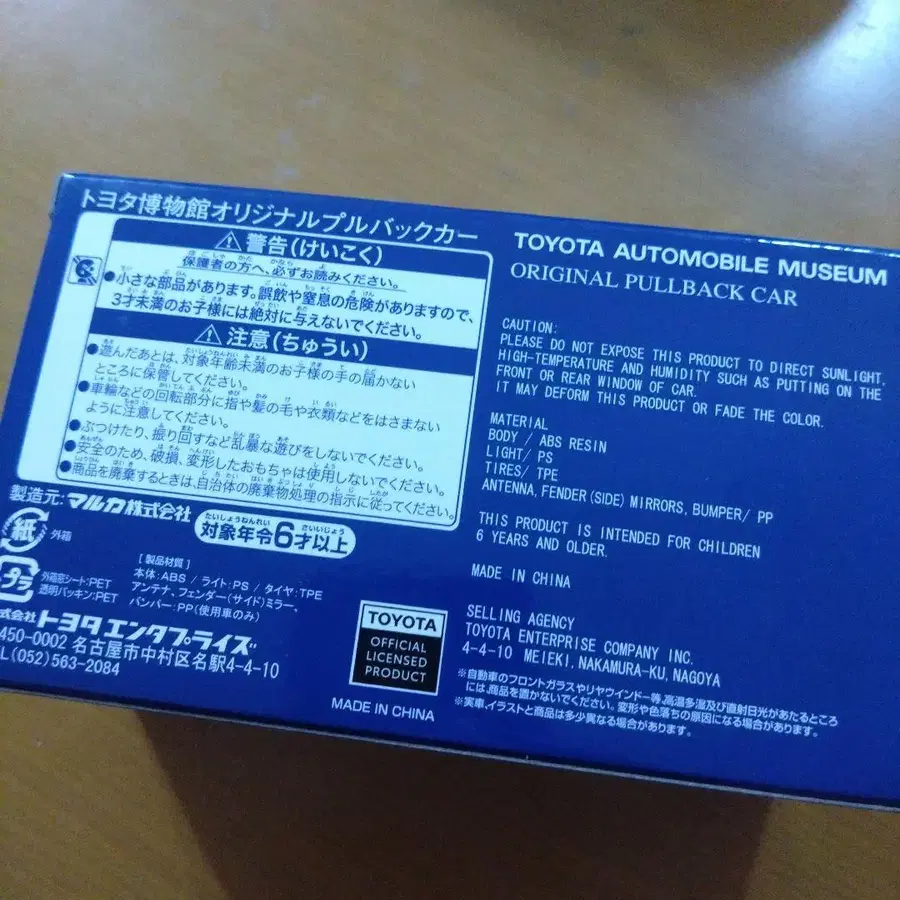 トヨタ博物館オリジナルプルバックカー
警告(けいこく)
保護者の方へ、必ずお読みください。
●小さな部品があります。誤飲や窒息の危険がありますので、
3才未満のお子様には絶対に与えないでください。
注意(ちゅうい)
●遊んだあとは、対象年齢未満のお子様の手の届かない
ところに保管してください。
●車輪などの回転部分に指や髪の毛や衣類などをはさまない
ように注意してください。
●ぶつけたり、振り回すなど乱暴な遊びをしないでください。
●安全のため、破損、変形したおもちゃは使用しないでください。
●商品を廃棄するときは、自治体の廃棄物処理の指示に従ってください。
製造元:マルカ株式会社
たいしょうねんれい さいいじょう
対象年令6才以上
紙 外箱
プラ 外箱窓シート:PET
透明パッキン:PET
[製品材質]
本体:ABS / ライト:PS / タイヤ:TPE
アンテナ、フェンダー(サイド)ミラー、
バンパー:PP(使用車のみ)
式会社トヨタエンタプライズ
450-0002 名古屋市中村区名駅4-4-10
L(052)563-2084
TOYOTA
OFFICIAL
LICENSED
PRODUCT
MADE IN CHINA
TOYOTA AUTOMOBILE MUSEUM
ORIGINAL PULLBACK CAR
CAUTION:
PLEASE DO NOT EXPOSE THIS PRODUCT TO DIRECT SUNLIGHT.
HIGH-TEMPERATURE AND HUMIDITY SUCH AS PUTTING ON THE
FRONT OR REAR WINDOW OF CAR.
IT MAY DEFORM THIS PRODUCT OR FADE THE COLOR.
MATERIAL
BODY / ABS RESIN
LIGHT/ PS
TIRES/ TPE
ANTENNA, FENDER(SIDE) MIRRORS, BUMPER/ PP
THIS PRODUCT IS INTENDED FOR CHILDREN
6 YEARS AND OLDER.
MADE IN CHINA
SELLING AGENCY
TOYOTA ENTERPRISE COMPANY INC.
4-4-10 MEIEKI, NAKAMURA-KU, NAGOYA
※自動車のフロントガラスやリヤウインドー等、高温多湿及び直射日光があたるところ
には、商品を置かないでください。変形や色落ちの原因になる場合があります。
※実車、イラストと商品は多少異なる場合があります。